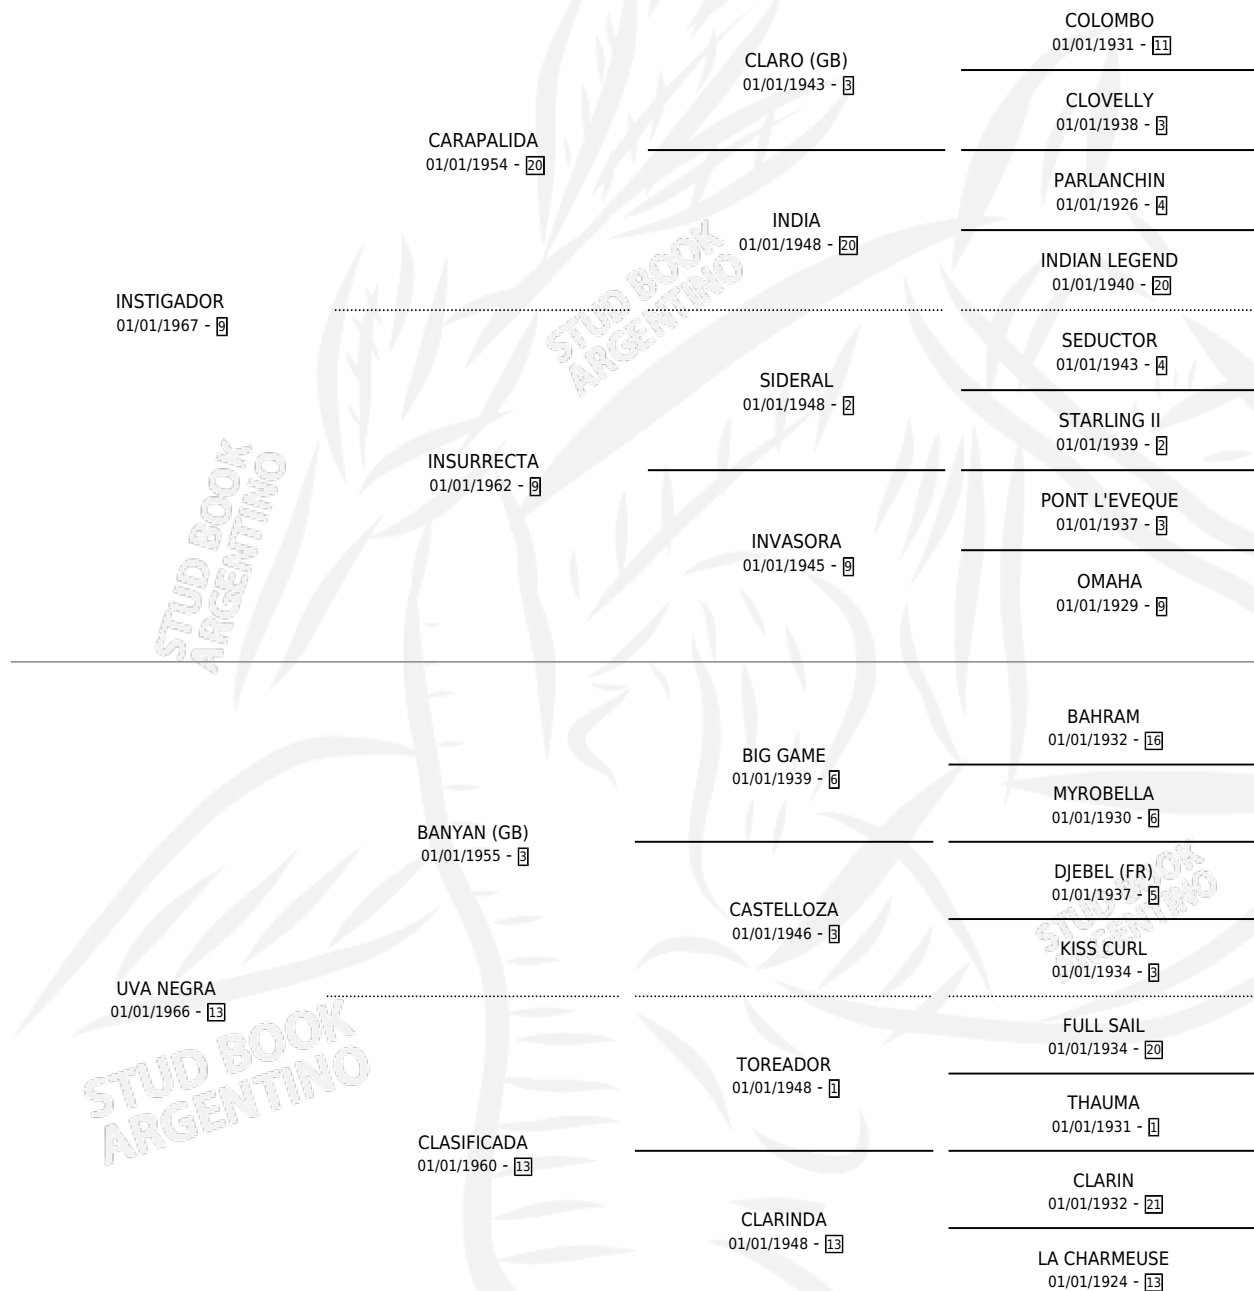 COLOMBO
01/01/1931 - 11
CLARO (GB)
01/01/1943 - 3
CLOVELLY
01/01/1938 - 3
CARAPALIDA
01/01/1954 - 20
PARLANCHIN
01/01/1926 - 4
INDIA
01/01/1948 - 20
INDIAN LEGEND
01/01/1940 - 20
INSTIGADOR
01/01/1967 - 9
SEDUCTOR
01/01/1943 - 4
SIDERAL
01/01/1948 - 2
STARLING II
01/01/1939 - 2
INSURRECTA
01/01/1962 - 9
PONT L'EVEQUE
01/01/1937 - 3
INVASORA
01/01/1945 - 9
OMAHA
01/01/1929 - 9
STUD BOOK
ARGENTINO
STUD BOOK
ARGENTINO
BAHRAM
01/01/1932 - 16
BIG GAME
01/01/1939 - 6
MYROBELLA
01/01/1930 - 6
BANYAN (GB)
01/01/1955 - 3
DJEBEL (FR)
01/01/1937 - 5
CASTELLOZA
01/01/1946 - 3
KISS CURL
01/01/1934 - 3
UVA NEGRA
01/01/1966 - 13
FULL SAIL
01/01/1934 - 20
TOREADOR
01/01/1948 - 1
THAUMA
01/01/1931 - 1
CLASIFICADA
01/01/1960 - 13
CLARIN
01/01/1932 - 21
CLARINDA
01/01/1948 - 13
LA CHARMEUSE
01/01/1924 - 13
STUD BOOK
ARGENTINO
STUD BOOK
ARGENTINO